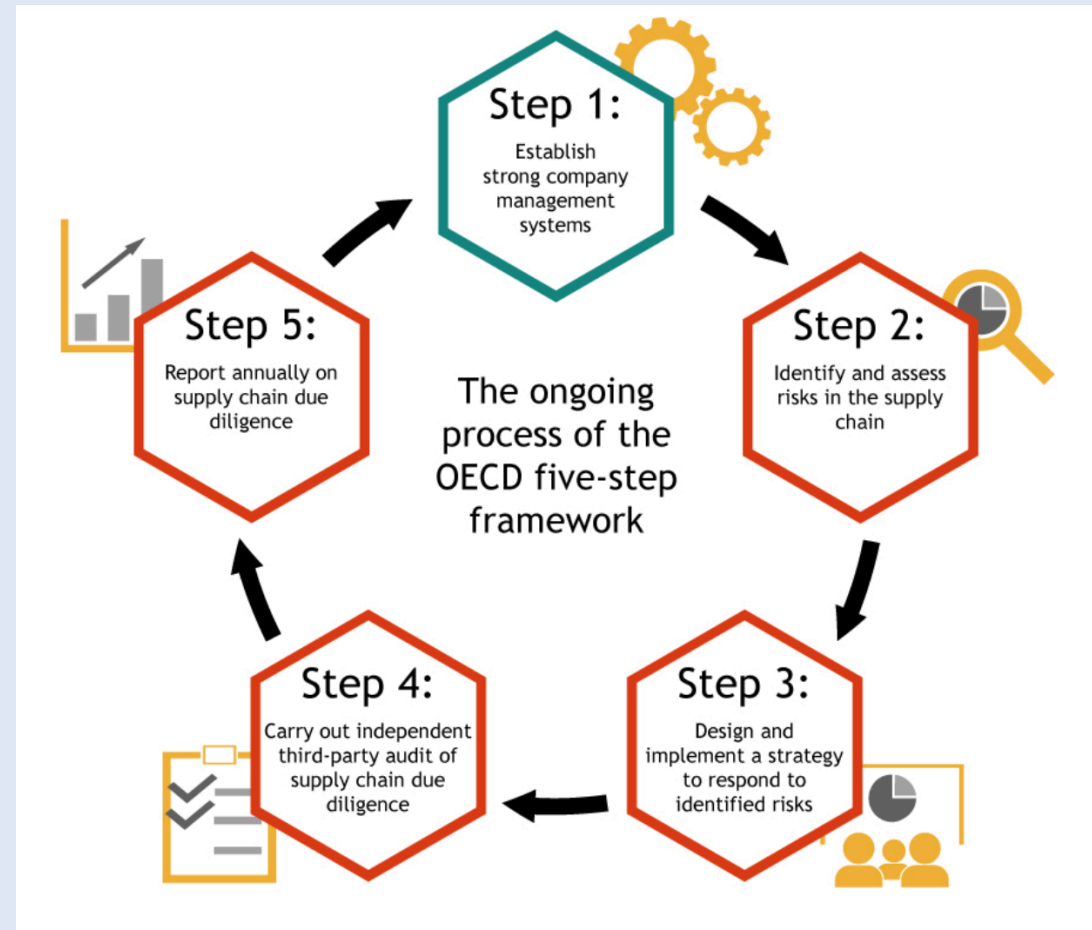 Step 1:
Establish
strong company
management
systems
Step 2:
Identify and assess
risks in the supply
chain
Step 3:
Design and
implement a strategy
to respond to
identified risks
Step 4:
Carry out independent
third-party audit of
supply chain due
diligence
Step 5:
Report annually on
supply chain due
diligence
The ongoing
process of the
OECD five-step
framework